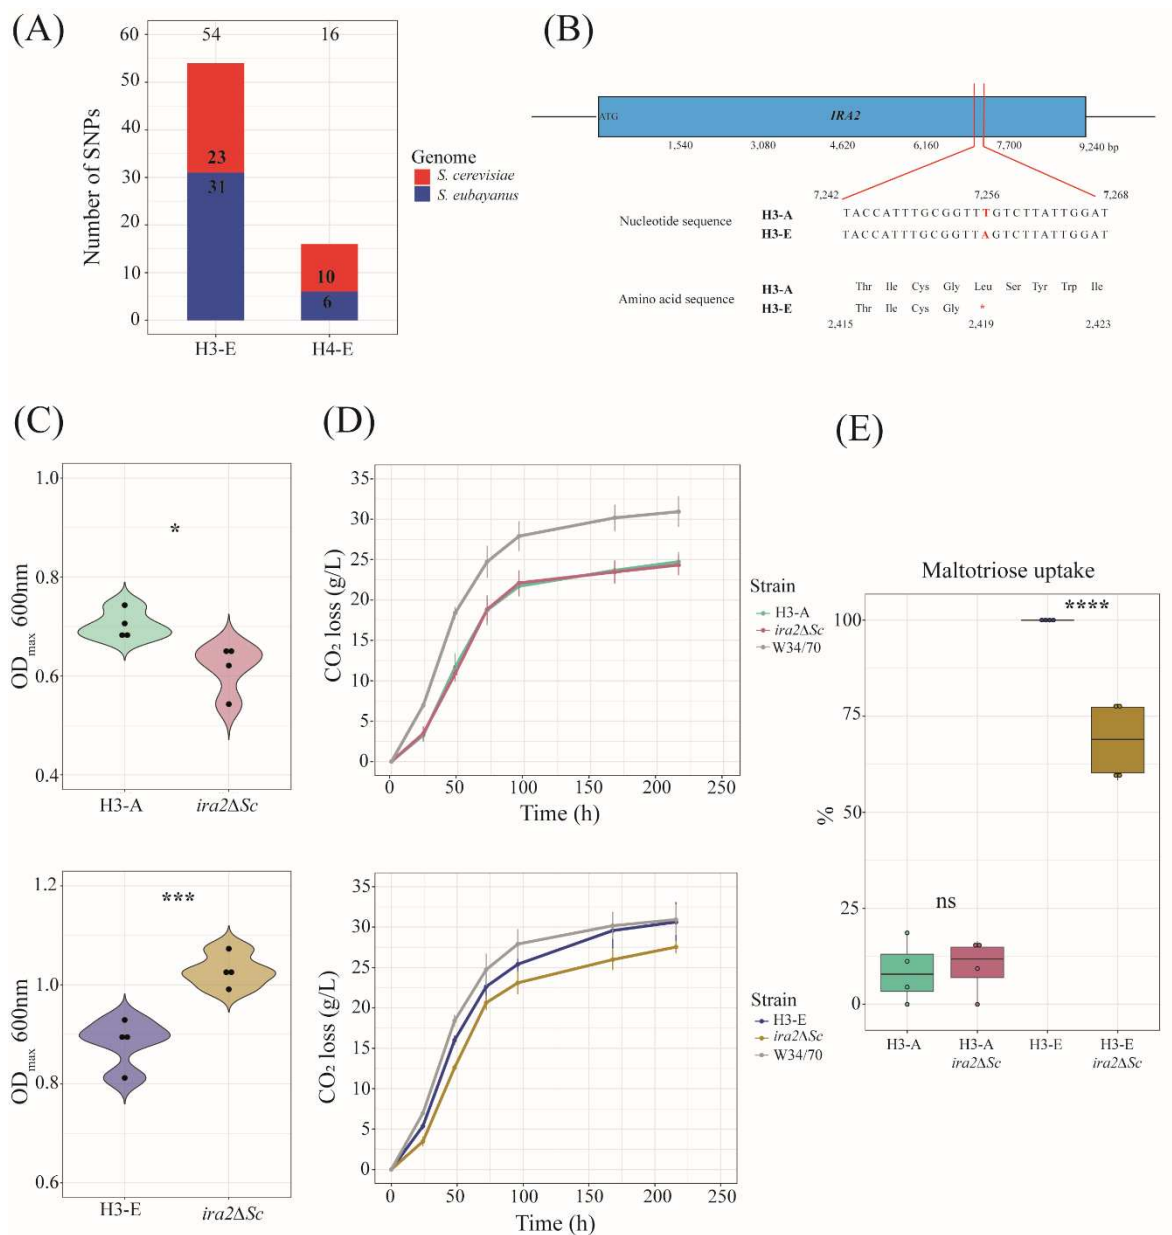 (A)
60
50
40
30
20
10
0
Number of SNPs
54
16
23
31
10
6
H3-E
H4-E
Genome
S. cerevisiae
S. eubayanus
(B)
ATG
IRA2
1,540 3,080 4,620 6,160 7,700 9,240 bp
7,242 7,256 7,268
Nucleotide sequence
H3-A TACCATTTGCGGTTTGTCTTATTGGAT
H3-E TACCATTTGCGGTTAGTCTTATTGGAT
Amino acid sequence
H3-A Thr Ile Cys Gly Leu Ser Tyr Trp Ile
H3-E Thr Ile Cys Gly *
2,415 2,419 2,423
(C)
1.0
0.8
0.6
0.4
ODmax 600nm
*
H3-A ira2ΔSc
1.2
1.0
0.8
0.6
ODmax 600nm
***
H3-E ira2ΔSc
(D)
35
30
25
20
15
10
5
0
CO₂ loss (g/L)
0 50 100 150 200 250
Time (h)
Strain
H3-A
ira2ΔSc
W34/70
35
30
25
20
15
10
5
0
CO₂ loss (g/L)
0 50 100 150 200 250
Time (h)
Strain
H3-E
ira2ΔSc
W34/70
(E)
Maltotriose uptake
****
100
75
50
25
0
%
ns
H3-A
H3-A ira2ΔSc
H3-E
H3-E ira2ΔSc